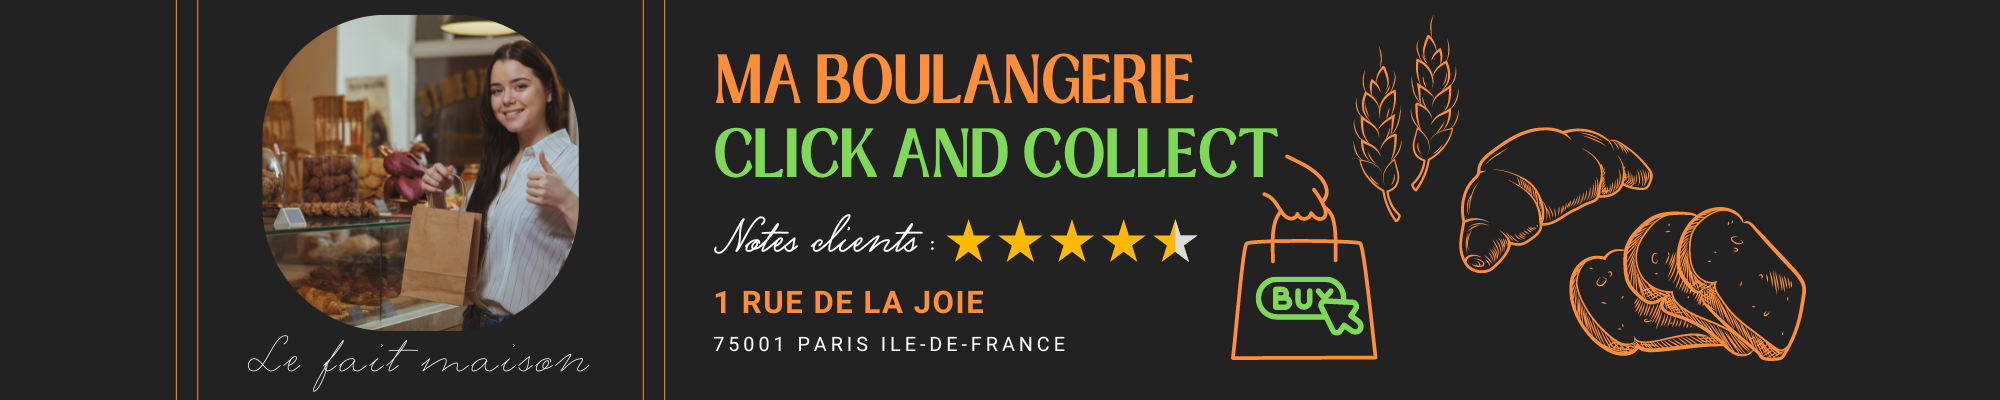 MA BOULANGERIE
CLICK AND COLLECT
Notes clients :
1 RUE DE LA JOIE
75001 PARIS ILE-DE-FRANCE
BUY
Le fait maison